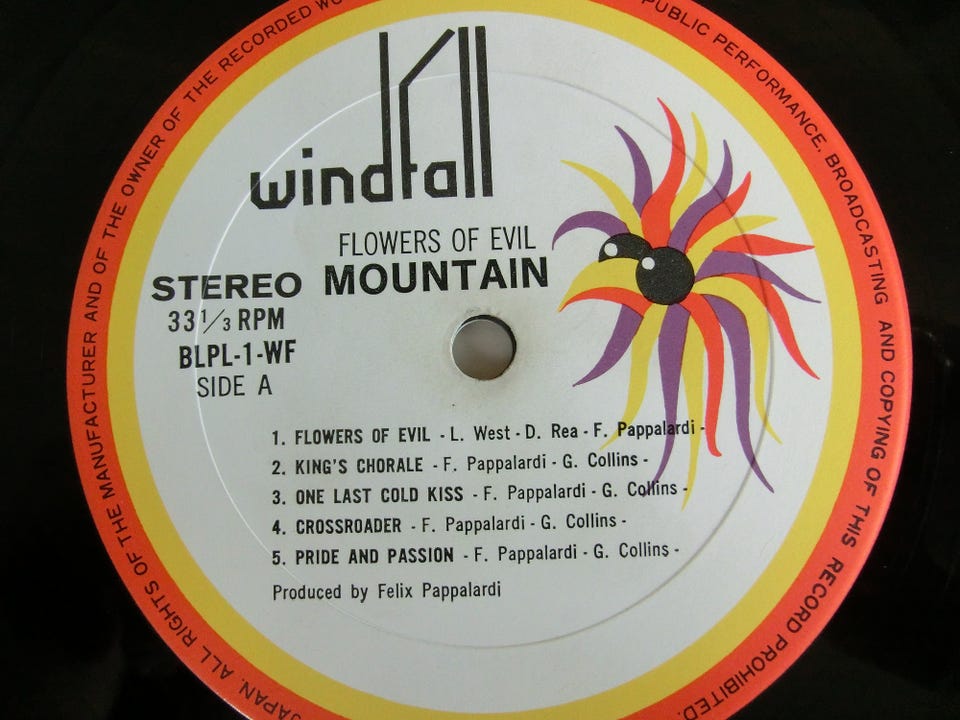 windfall
FLOWERS OF EVIL
MOUNTAIN
STEREO
33 1/3 RPM
BLPL-1-WF
SIDE A
1. FLOWERS OF EVIL - L. West - D. Rea - F. Pappalardi -
2. KING'S CHORALE - F. Pappalardi - G. Collins -
3. ONE LAST COLD KISS - F. Pappalardi - G. Collins -
4. CROSSROADER - F. Pappalardi - G. Collins -
5. PRIDE AND PASSION - F. Pappalardi - G. Collins -
Produced by Felix Pappalardi
JAPAN. ALL RIGHTS OF THE MANUFACTURER AND OF THE OWNER OF THE RECORDED
PUBLIC PERFORMANCE, BROADCASTING AND COPYING OF THIS RECORD PROHIBITED.